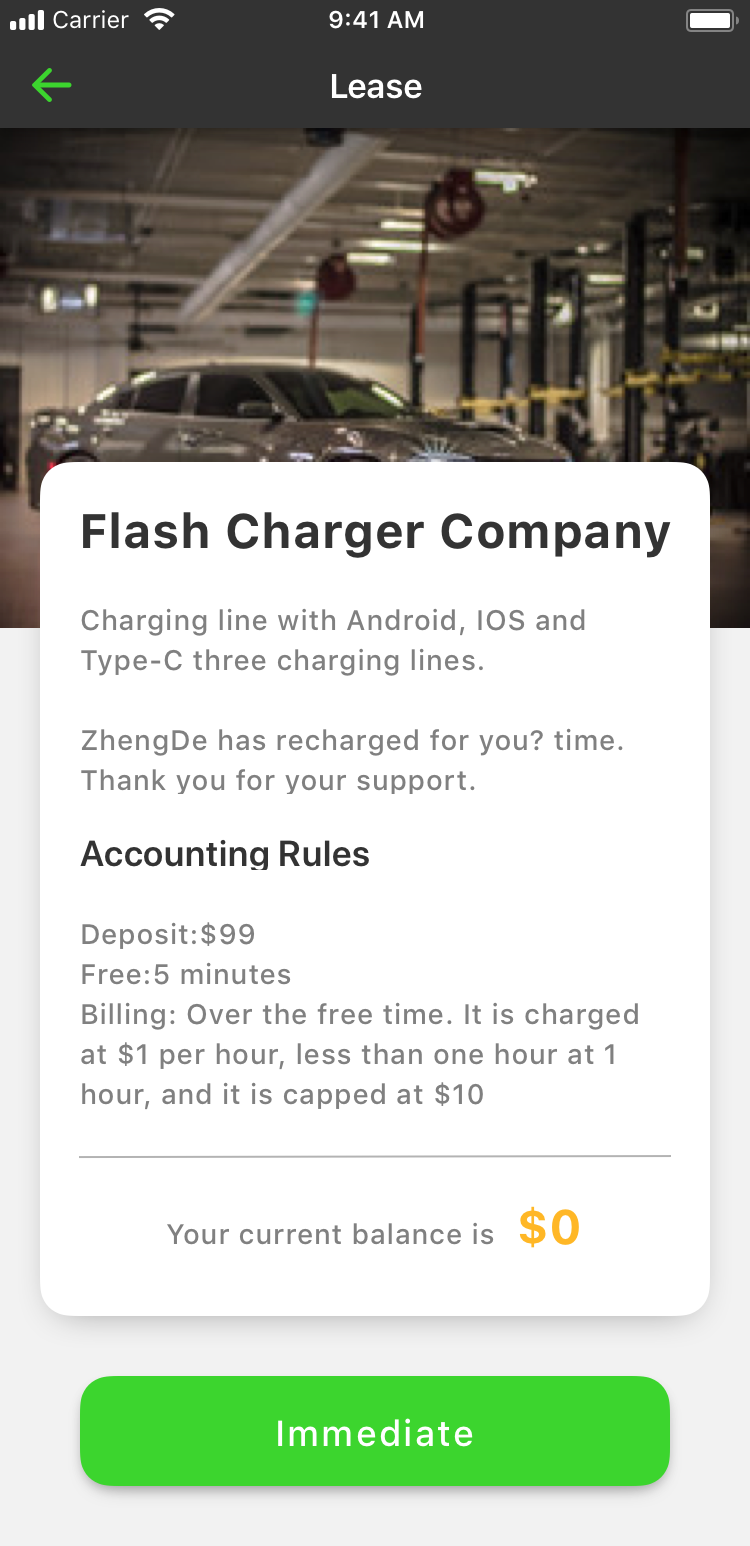 Carrier 9:41 AM
Lease
Flash Charger Company
Charging line with Android, IOS and
Type-C three charging lines.
ZhengDe has recharged for you? time.
Thank you for your support.
Accounting Rules
Deposit:$99
Free:5 minutes
Billing: Over the free time. It is charged
at $1 per hour, less than one hour at 1
hour, and it is capped at $10
Your current balance is $0
Immediate